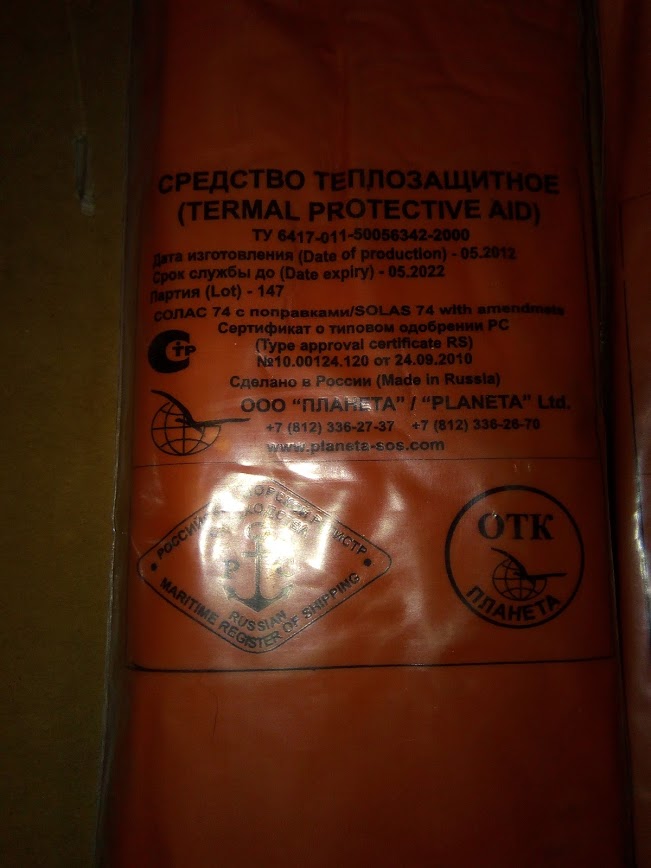 СРЕДСТВО ТЕПЛОЗАЩИТНОЕ
(TERMAL PROTECTIVE AID)
ТУ 6417-011-50056342-2000
Дата изготовления (Date of production) - 05.2012
Срок службы до (Date expiry) - 05.2022
Партия (Lot) - 147
СОЛАС 74 с поправками/SOLAS 74 with amendmets
Сертификат о типовом одобрении РС
(Type approval certificate RS)
№10.00124.120 от 24.09.2010
Сделано в России (Made in Russia)
ООО "ПЛАНЕТА" / "PLANETA" Ltd.
+7 (812) 336-27-37 +7 (812) 336-26-70
www.planeta-sos.com
RUSSIAN
MARITIME REGISTER OF SHIPPING
ОТК
ПЛАНЕТА